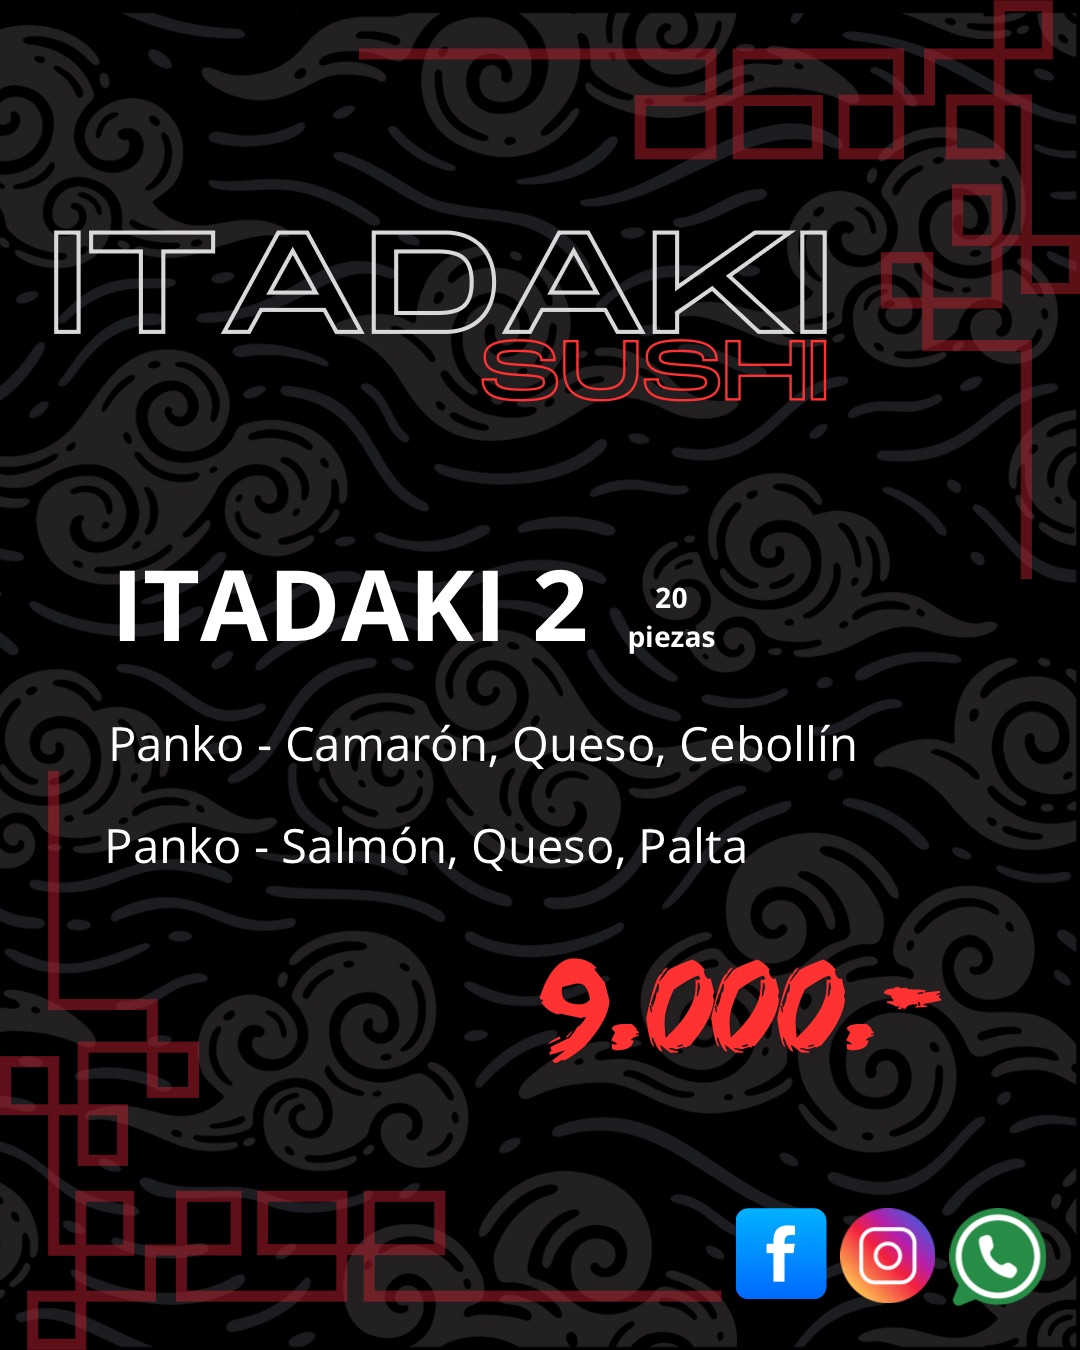 ITADAKI
SUSHI
ITADAKI 2
20
piezas
Panko - Camarón, Queso, Cebollín
Panko - Salmón, Queso, Palta
9.000.-